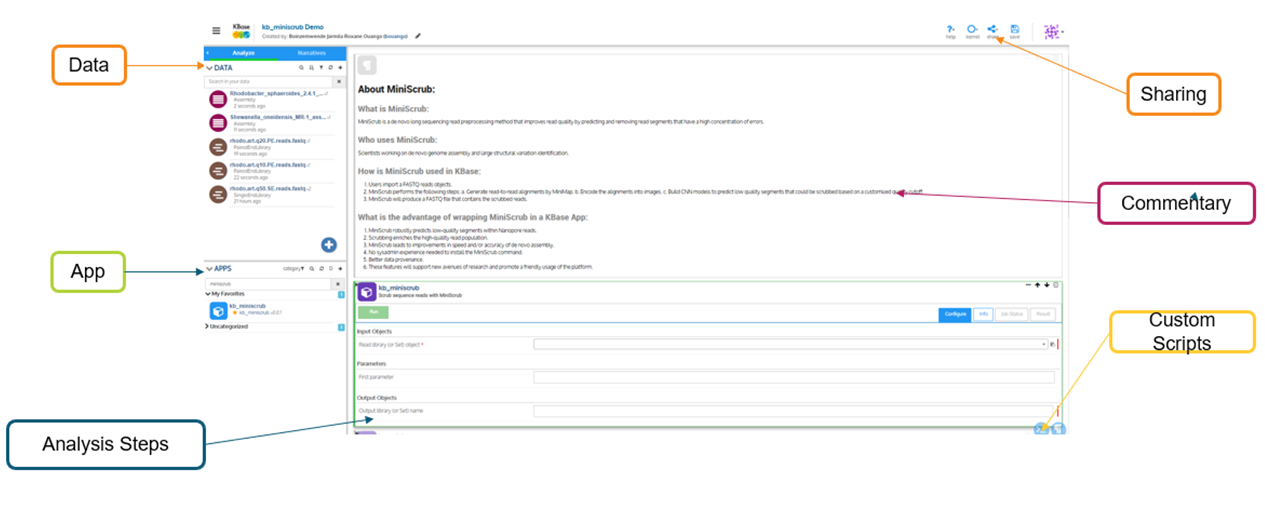 KBase
kb_miniscrub Demo
Created by: Boinzemwende Jamila Roxane Ouango (bouango)
help
kernel
share
save
Data
Sharing
Commentary
App
Custom
Scripts
Analysis Steps
Analyze
Narratives
DATA
Search in your data
Rhodobacter_sphaeroides_2.4.1_...
Assembly
2 seconds ago
Shewanella_oneidensis_MR-1_ass...
Assembly
11 seconds ago
rhodo.art.q20.PE.reads.fastq
PairedEndLibrary
19 seconds ago
rhodo.art.q10.PE.reads.fastq
PairedEndLibrary
22 seconds ago
rhodo.art.q50.SE.reads.fastq
SingleEndLibrary
21 hours ago
APPS
category
miniscrub
My Favorites
1
kb_miniscrub
kb_miniscrub v0.0.1
Uncategorized
1
About MiniScrub:
What is MiniScrub:
MiniScrub is a de novo long sequencing read preprocessing method that improves read quality by predicting and removing read segments that have a high concentration of errors.
Who uses MiniScrub:
Scientists working on de novo genome assembly and large structural variation identification.
How is MiniScrub used in KBase:
1. Users import a FASTQ reads objects.
2. MiniScrub performs the following steps: a. Generate read-to-read alignments by MiniMap. b. Encode the alignments into images. c. Build CNN models to predict low quality segments that could be scrubbed based on a customised quality cutoff.
3. MiniScrub will produce a FASTQ file that contains the scrubbed reads.
What is the advantage of wrapping MiniScrub in a KBase App:
1. MiniScrub robustly predicts low-quality segments within Nanopore reads.
2. Scrubbing enriches the high-quality read population.
3. MiniScrub leads to improvements in speed and/or accuracy of de novo assembly.
4. No sysadmin experience needed to install the MiniScrub command.
5. Better data provenance.
6. These features will support new avenues of research and promote a friendly usage of the platform.
kb_miniscrub
Scrub sequence reads with MiniScrub
Run
Configure
Info
Job Status
Result
Input Objects
Read library (or Set) object *
Parameters
First parameter
Output Objects
Output library (or Set) name